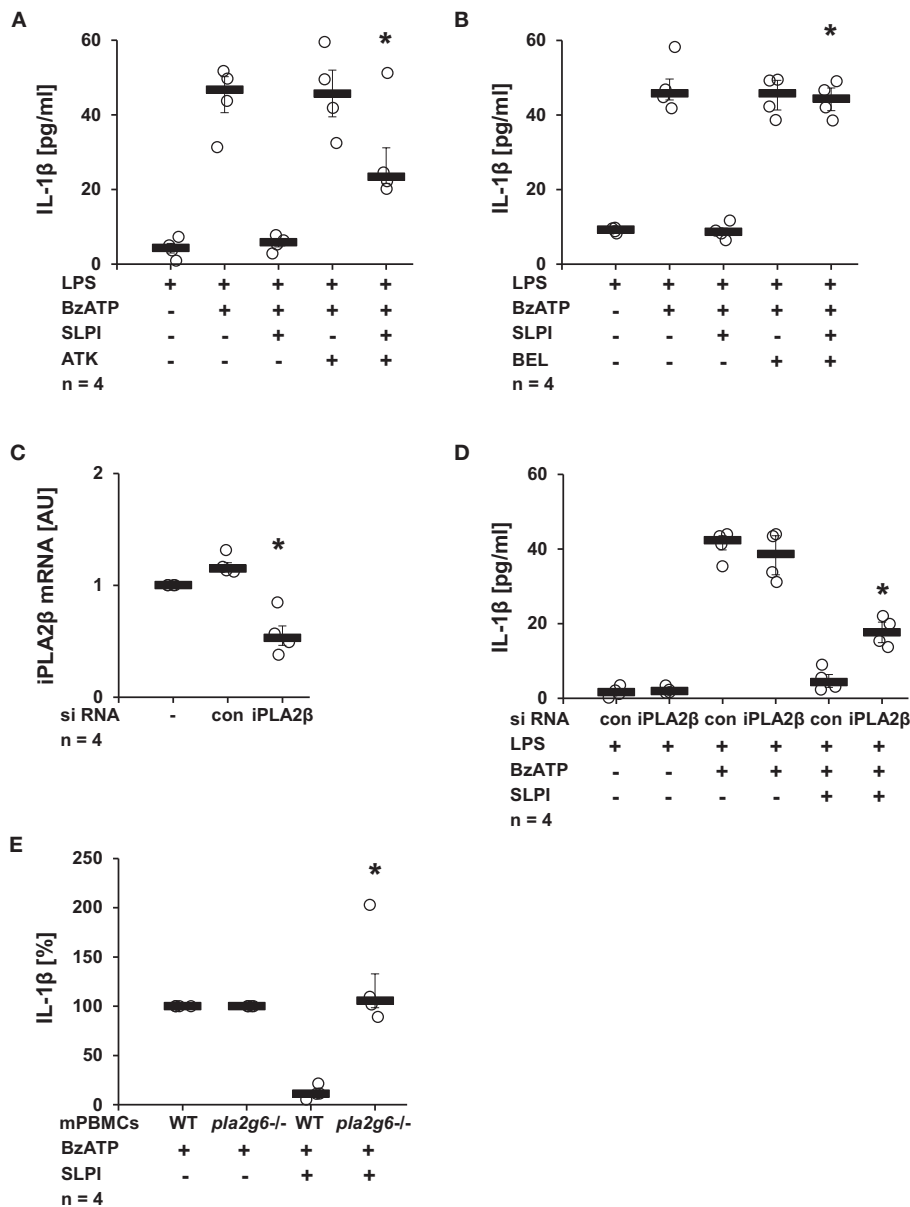 A
60
*
40
20
0
IL-1β [pg/ml]
LPS + + + + +
BzATP - + + + +
SLPI - - + - +
ATK - - - + +
n = 4
B
60
*
40
20
0
IL-1β [pg/ml]
LPS + + + + +
BzATP - + + + +
SLPI - - + - +
BEL - - - + +
n = 4
C
2
*
1
0
iPLA2β mRNA [AU]
si RNA - con iPLA2β
n = 4
D
60
40
*
20
0
IL-1β [pg/ml]
si RNA con iPLA2β con iPLA2β con iPLA2β
LPS + + + + + +
BzATP - - + + + +
SLPI - - - - + +
n = 4
E
250
*
200
150
100
50
0
IL-1β [%]
mPBMCs WT pla2g6-/- WT pla2g6-/-
BzATP + + + +
SLPI - - + +
n = 4